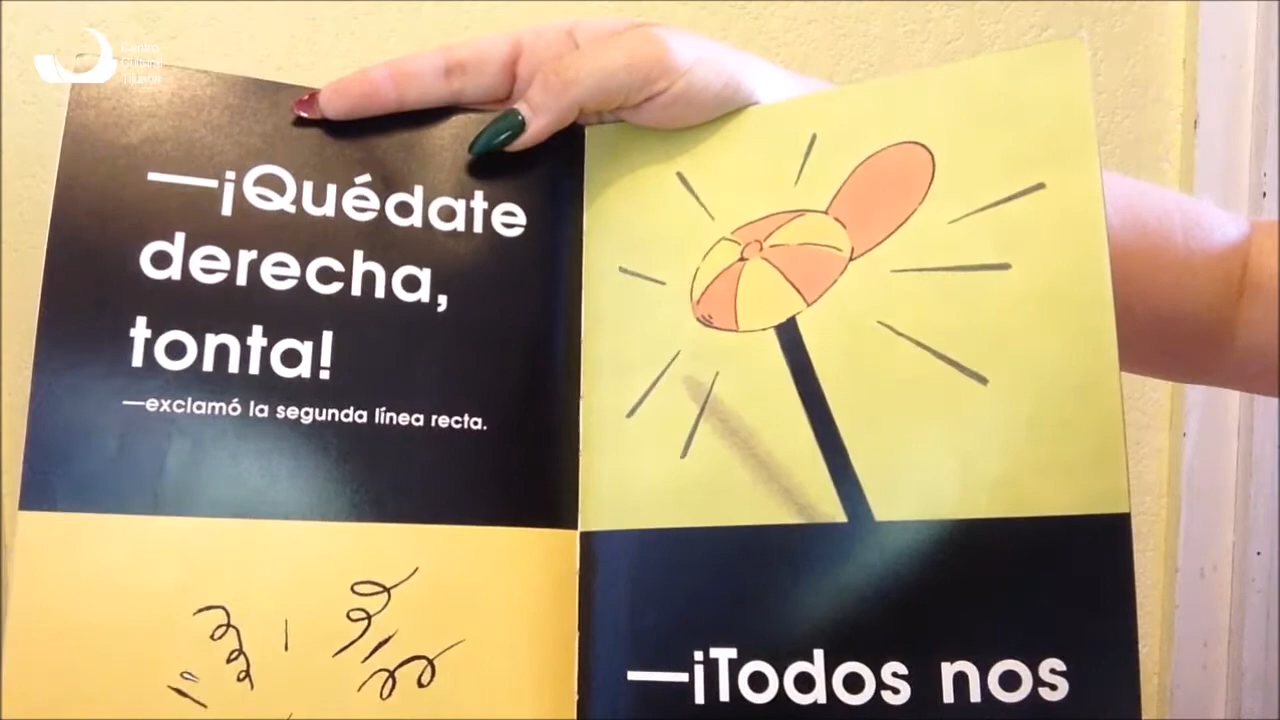 —¡Quédate
derecha,
tonta!
—exclamó la segunda línea recta.
—¡Todos nos